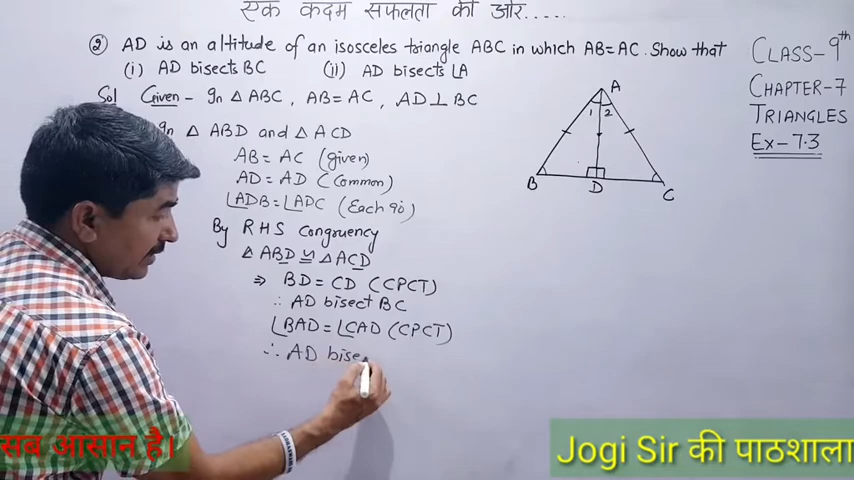 एक कदम सफलता की ओर.....
② AD is an altitude of an isosceles triangle ABC in which AB=AC. Show that
(i) AD bisects BC (ii) AD bisects ∠A
Sol Given - In △ ABC, AB = AC, AD ⊥ BC
In △ ABD and △ ACD
AB = AC (given)
AD = AD (Common)
∠ADB = ∠ADC (Each 90)
By RHS Congruency
△ ABD ≅ △ ACD
⇒ BD = CD (CPCT)
∴ AD bisect BC
∠BAD = ∠CAD (CPCT)
∴ AD bise
A
1 2
B D C
CLASS-9th
CHAPTER-7
TRIANGLES
Ex-7.3
सब आसान है।
Jogi Sir की पाठशाला